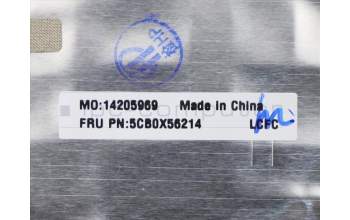 MO:14205969 Made in China
FRU PN:5CB0X56214 LCFC